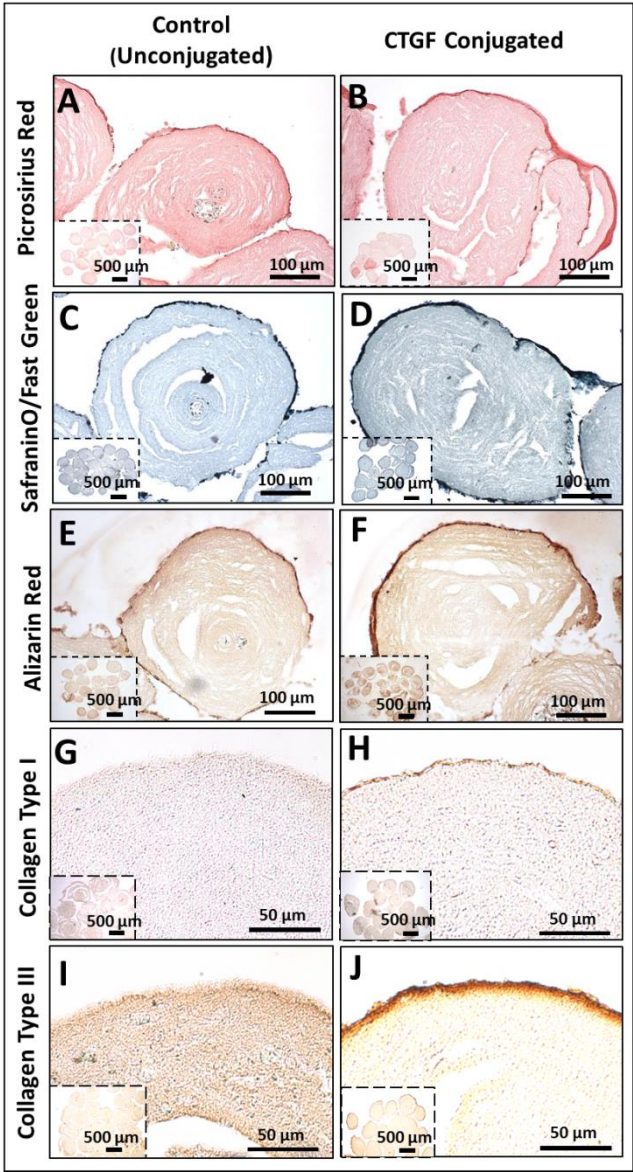 Control
(Unconjugated)
CTGF Conjugated
Picrosirius Red
A
500 µm
100 µm
B
500 µm
100 µm
SafraninO/Fast Green
C
500 µm
100 µm
D
500 µm
100 µm
Alizarin Red
E
500 µm
100 µm
F
500 µm
100 µm
Collagen Type I
G
500 µm
50 µm
H
500 µm
50 µm
Collagen Type III
I
500 µm
50 µm
J
500 µm
50 µm